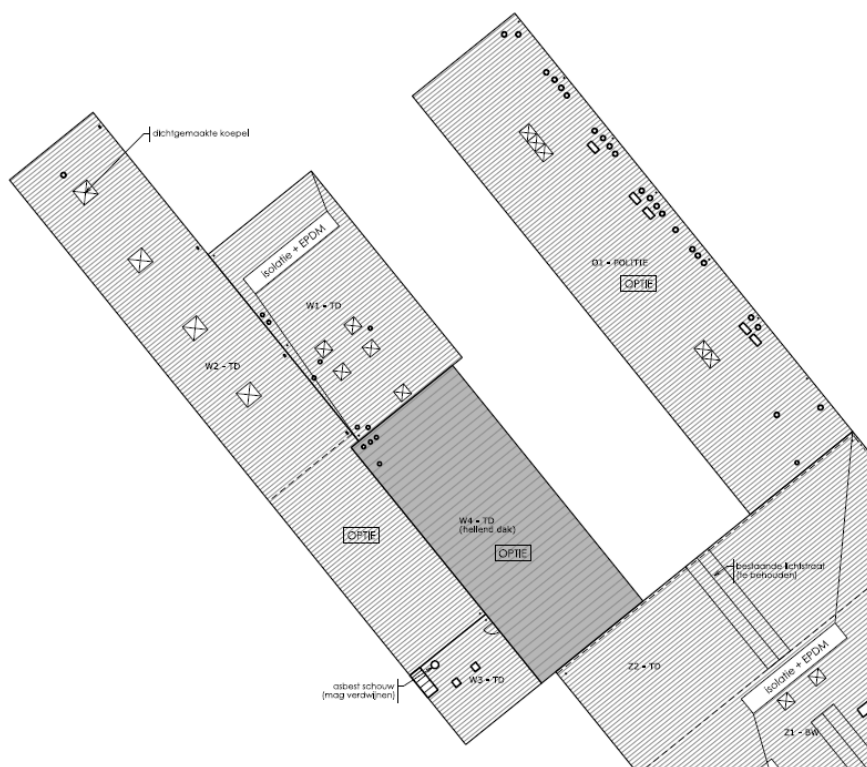 dichtgemaakte koepel
isolatie + EPDM
W1 - TD
W2 - TD
O1 - POLITIE
OPTIE
OPTIE
W4 - TD
(hellend dak)
OPTIE
bestaande lichtstraat
(te behouden)
isolatie + EPDM
Z2 - TD
asbest schouw
(mag verdwijnen)
W3 - TD
Z1 - BW